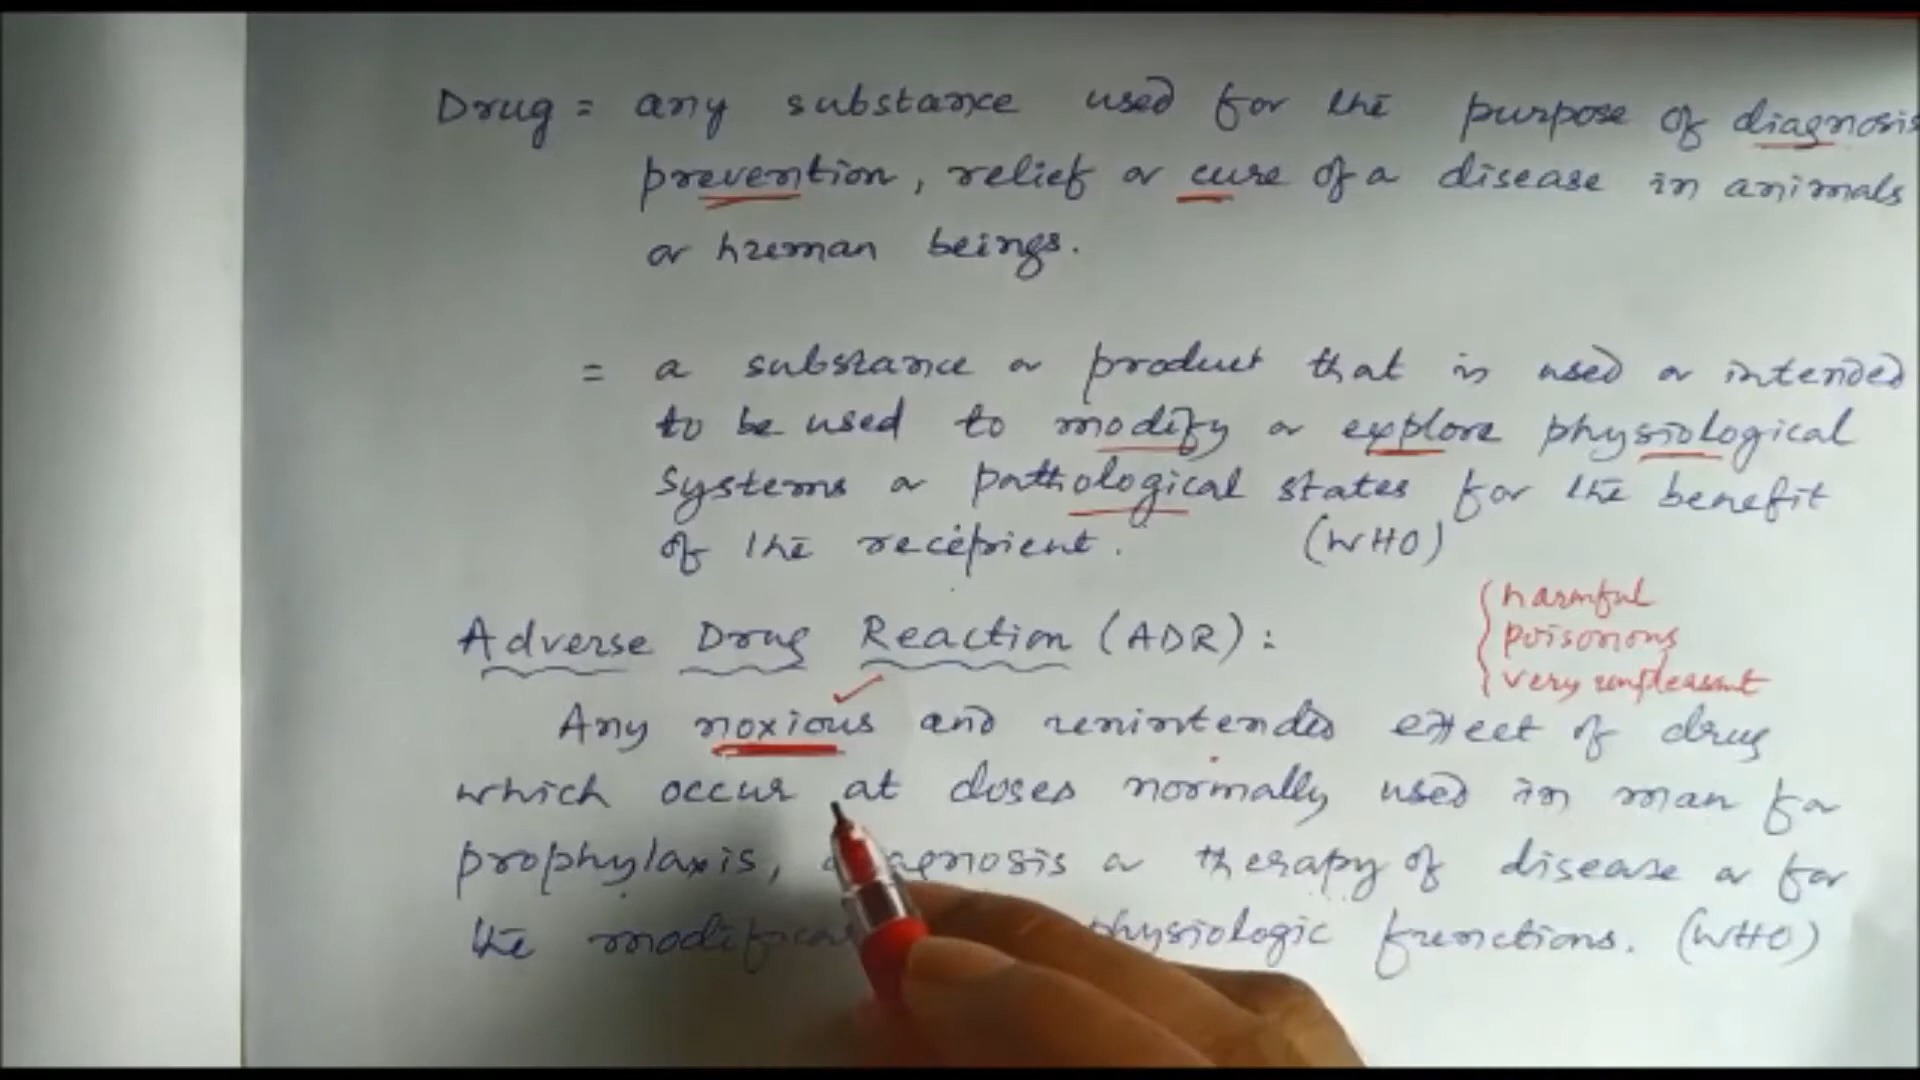 Drug = any substance used for the purpose of diagnosis
prevention, relief or cure of a disease in animals
or human beings.
= a substance or product that is used or intended
to be used to modify or explore physiological
systems or pathological states for the benefit
of the recepient. (WHO)
Adverse Drug Reaction (ADR):
harmful
poisonous
very unpleasant
Any noxious and unintended effect of drug
which occur at doses normally used in man for
prophylaxis, agnosis or therapy of disease or for
the modifica physiologic functions. (WHO)